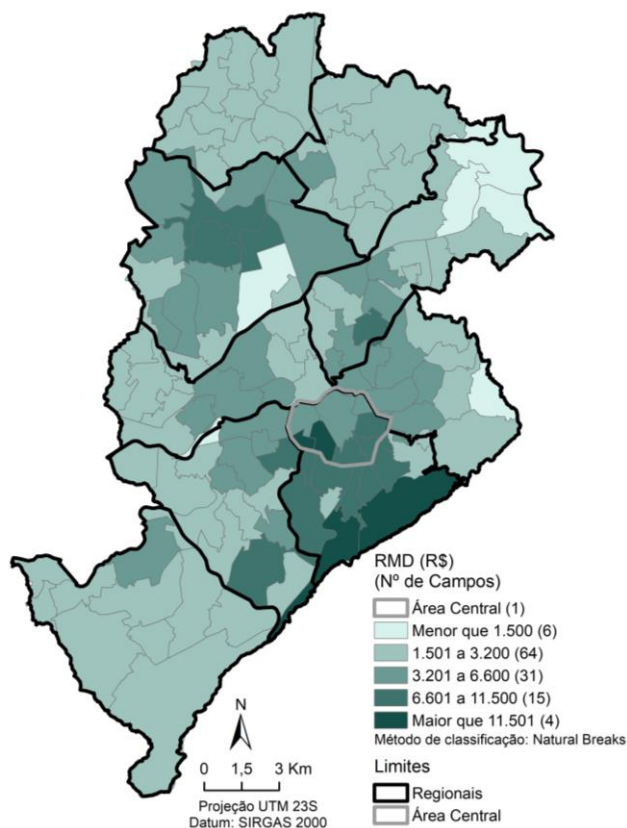 RMD (R$)
(Nº de Campos)
Área Central (1)
Menor que 1.500 (6)
1.501 a 3.200 (64)
3.201 a 6.600 (31)
6.601 a 11.500 (15)
Maior que 11.501 (4)
Método de classificação: Natural Breaks
Limites
Regionais
Área Central
N
0 1,5 3 Km
Projeção UTM 23S
Datum: SIRGAS 2000